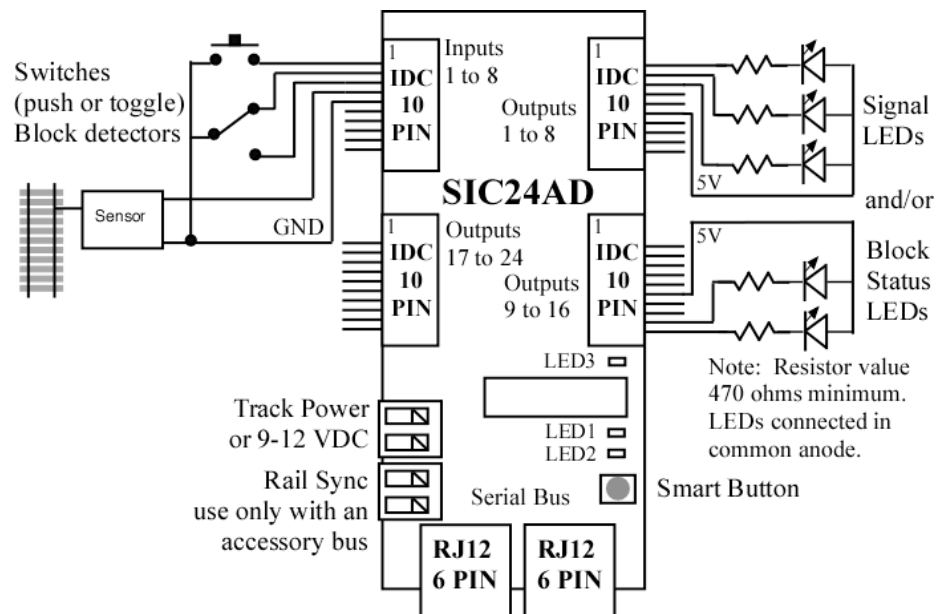 Switches
(push or toggle)
Block detectors
Sensor
GND
1
IDC
10
PIN
Inputs
1 to 8
Outputs
1 to 8
1
IDC
10
PIN
5V
Signal
LEDs
and/or
SIC24AD
1
IDC
10
PIN
Outputs
17 to 24
Outputs
9 to 16
1
IDC
10
PIN
5V
Block
Status
LEDs
Note: Resistor value
470 ohms minimum.
LEDs connected in
common anode.
LED3
LED1
LED2
Track Power
or 9-12 VDC
Rail Sync
use only with an
accessory bus
Serial Bus
Smart Button
RJ12
6 PIN
RJ12
6 PIN